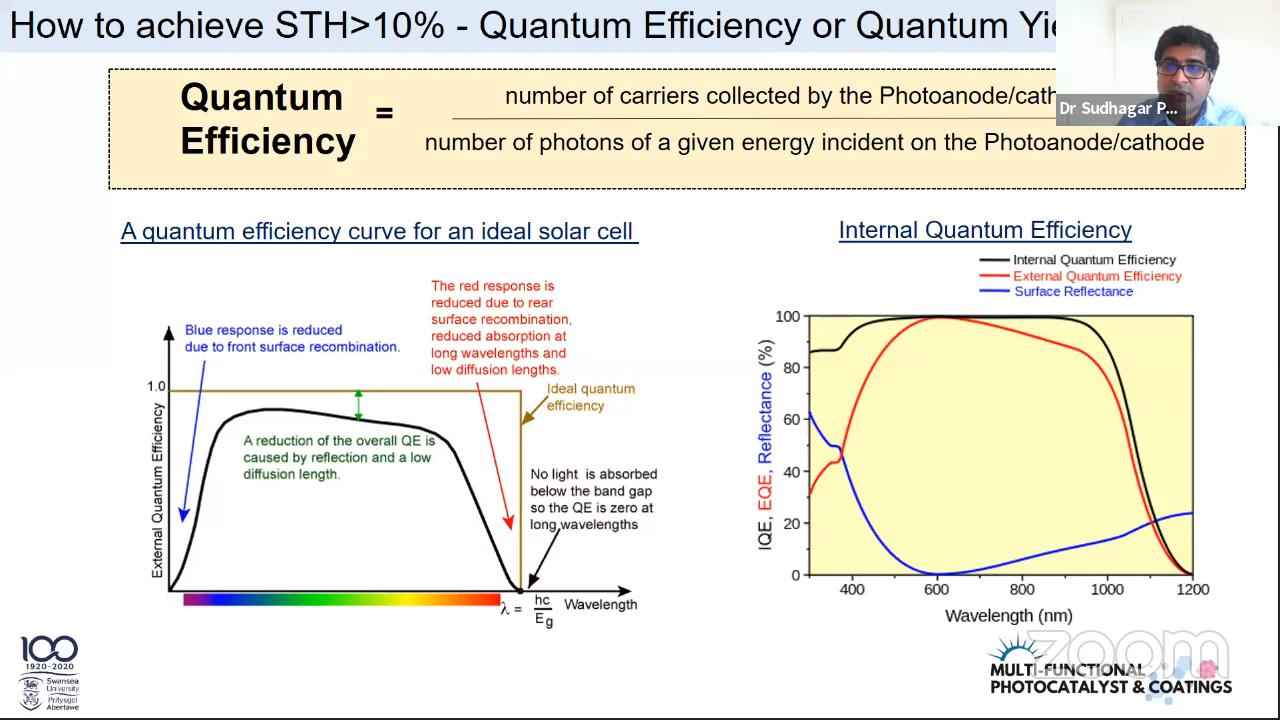 How to achieve STH>10% - Quantum Efficiency or Quantum Yie
Dr Sudhagar P...
Quantum
Efficiency
=
number of carriers collected by the Photoanode/cath
number of photons of a given energy incident on the Photoanode/cathode
A quantum efficiency curve for an ideal solar cell
The red response is
reduced due to rear
surface recombination,
reduced absorption at
long wavelengths and
low diffusion lengths.
Blue response is reduced
due to front surface recombination.
1.0
Ideal quantum
efficiency
A reduction of the overall QE is
caused by reflection and a low
diffusion length.
No light is absorbed
below the band gap
so the QE is zero at
long wavelengths
External Quantum Efficiency
λ = hc
Eg
Wavelength
Internal Quantum Efficiency
Internal Quantum Efficiency
External Quantum Efficiency
Surface Reflectance
IQE, EQE, Reflectance (%)
100
80
60
40
20
0
400 600 800 1000 1200
Wavelength (nm)
100
1920-2020
Swansea
University
Prifysgol
Abertawe
zoom
MULTI-FUNCTIONAL
PHOTOCATALYST & COATINGS